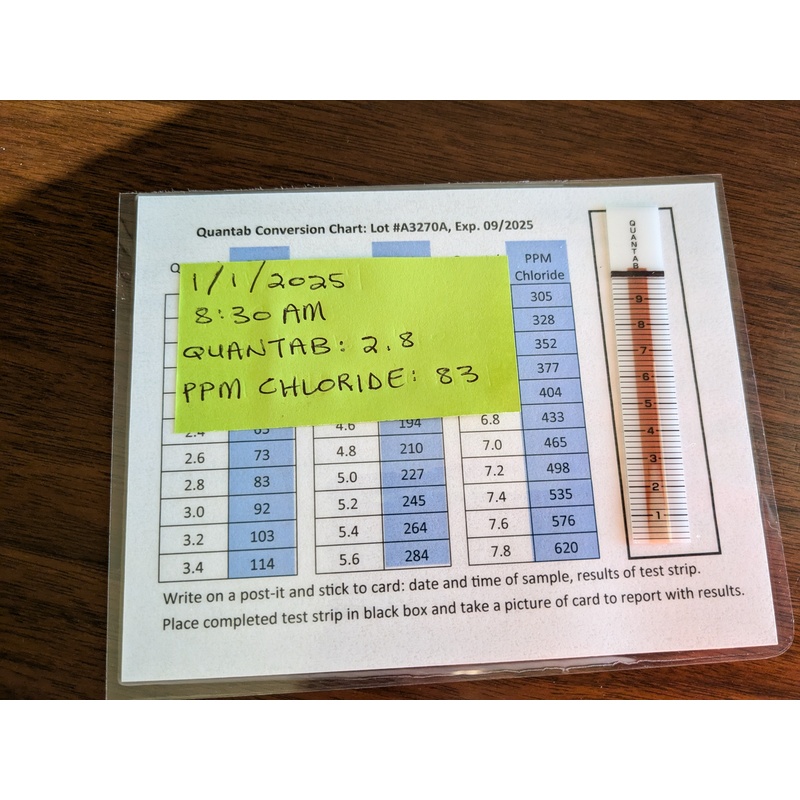 Quantab Conversion Chart: Lot #A3270A, Exp. 09/2025
1/1/2025
8:30 AM
QUANTAB: 2.8
PPM CHLORIDE: 83
PPM
Chloride
305
328
352
377
404
4.6 194 6.8 433
2.6 73 4.8 210 7.0 465
2.8 83 5.0 227 7.2 498
3.0 92 5.2 245 7.4 535
3.2 103 5.4 264 7.6 576
3.4 114 5.6 284 7.8 620
QUANTAB
9
8
7
6
5
4
3
2
1
Write on a post-it and stick to card: date and time of sample, results of test strip.
Place completed test strip in black box and take a picture of card to report with results.